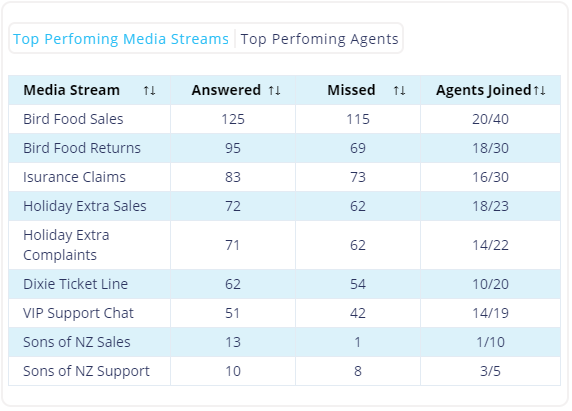 Top Perfoming Media Streams Top Perfoming Agents
Media Stream ↑↓ Answered ↑↓ Missed ↑↓ Agents Joined ↑↓
Bird Food Sales 125 115 20/40
Bird Food Returns 95 69 18/30
Isurance Claims 83 73 16/30
Holiday Extra Sales 72 62 18/23
Holiday Extra
Complaints 71 62 14/22
Dixie Ticket Line 62 54 10/20
VIP Support Chat 51 42 14/19
Sons of NZ Sales 13 1 1/10
Sons of NZ Support 10 8 3/5